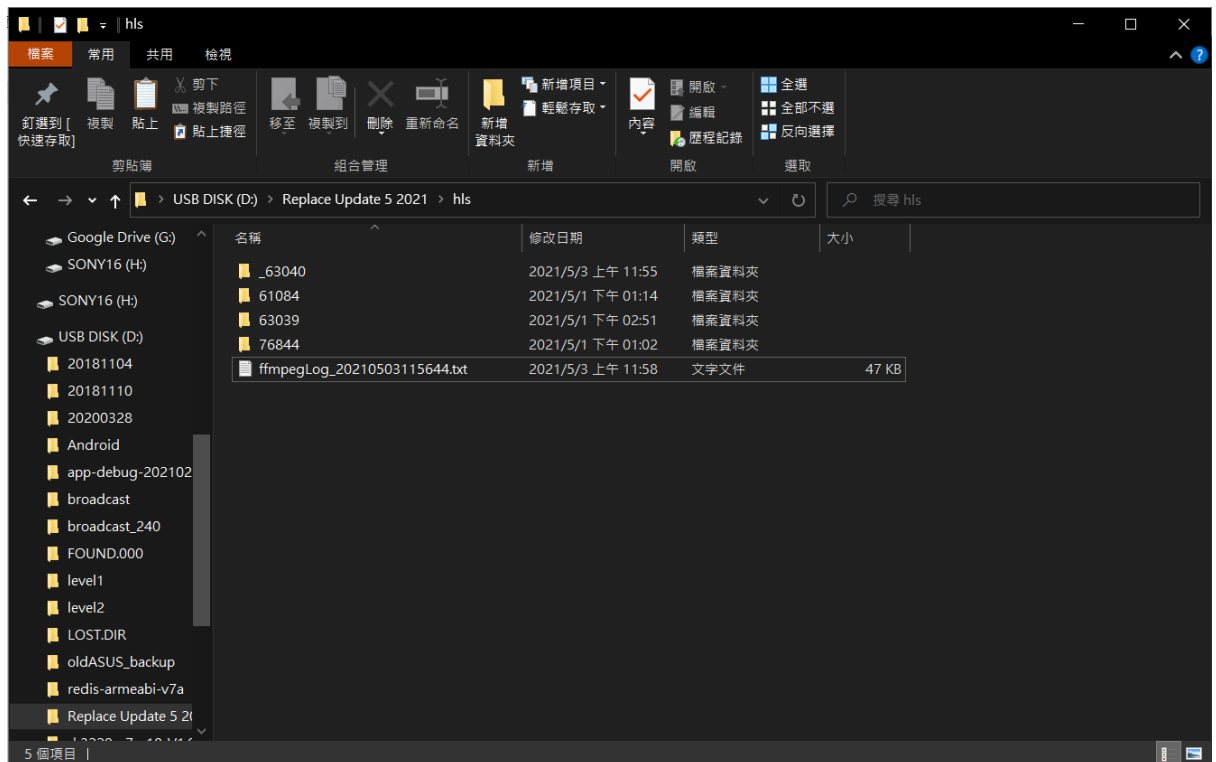 hls
檔案 常用 共用 檢視
釘選到 [
快速存取]
複製
貼上
剪下
複製路徑
貼上捷徑
剪貼簿
移至
複製到
刪除
重新命名
組合管理
新增
資料夾
新增項目
輕鬆存取
新增
內容
開啟
編輯
歷程記錄
開啟
全選
全部不選
反向選擇
選取
USB DISK (D:) > Replace Update 5 2021 > hls
搜尋 hls
Google Drive (G:)
SONY16 (H:)
SONY16 (H:)
USB DISK (D:)
20181104
20181110
20200328
Android
app-debug-202102
broadcast
broadcast_240
FOUND.000
level1
level2
LOST.DIR
oldASUS_backup
redis-armeabi-v7a
Replace Update 5 20
名稱 修改日期 類型 大小
_63040 2021/5/3 上午 11:55 檔案資料夾
61084 2021/5/1 下午 01:14 檔案資料夾
63039 2021/5/1 下午 02:51 檔案資料夾
76844 2021/5/1 下午 01:02 檔案資料夾
ffmpegLog_20210503115644.txt 2021/5/3 上午 11:58 文字文件 47 KB
5 個項目